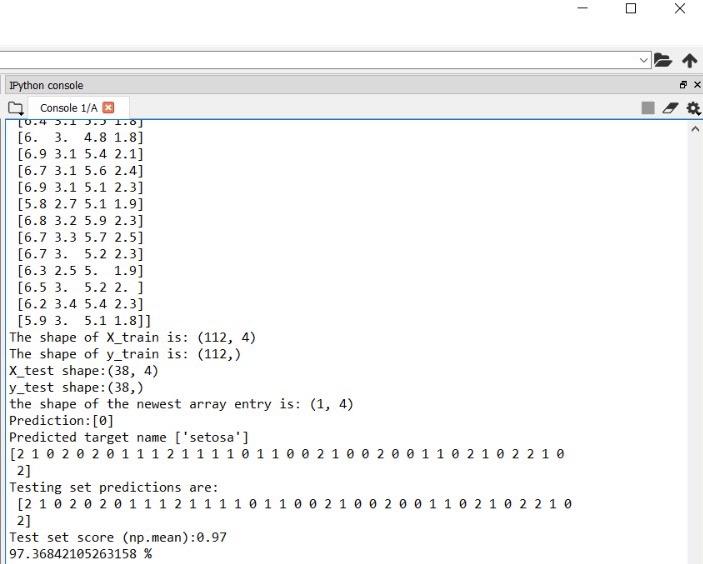 IPython console
Console 1/A
[6.4 3.1 5.5 1.8]
[6.  3.  4.8 1.8]
[6.9 3.1 5.4 2.1]
[6.7 3.1 5.6 2.4]
[6.9 3.1 5.1 2.3]
[5.8 2.7 5.1 1.9]
[6.8 3.2 5.9 2.3]
[6.7 3.3 5.7 2.5]
[6.7 3.  5.2 2.3]
[6.3 2.5 5.  1.9]
[6.5 3.  5.2 2. ]
[6.2 3.4 5.4 2.3]
[5.9 3.  5.1 1.8]]
The shape of X_train is: (112, 4)
The shape of y_train is: (112,)
X_test shape:(38, 4)
y_test shape:(38,)
the shape of the newest array entry is: (1, 4)
Prediction:[0]
Predicted target name ['setosa']
[2 1 0 2 0 2 0 1 1 1 2 1 1 1 1 0 1 1 0 0 2 1 0 0 2 0 0 1 1 0 2 1 0 2 2 1 0
2]
Testing set predictions are:
[2 1 0 2 0 2 0 1 1 1 2 1 1 1 1 0 1 1 0 0 2 1 0 0 2 0 0 1 1 0 2 1 0 2 2 1 0
2]
Test set score (np.mean):0.97
97.36842105263158 %